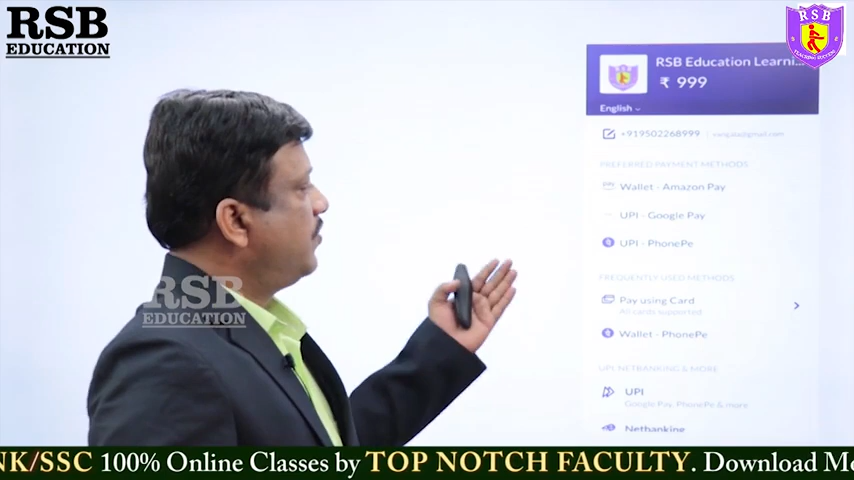 RSB
EDUCATION
RSB
TEACHING SUCCESS
RSB Education Learni...
₹ 999
English
+919502268999
PREFERRED PAYMENT METHODS
Wallet - Amazon Pay
UPI - Google Pay
UPI - PhonePe
FREQUENTLY USED METHODS
Pay using Card
All cards supported
Wallet - PhonePe
UPI, NETBANKING & MORE
UPI
Google Pay, PhonePe & more
Netbanking
RSB
EDUCATION
NK/SSC 100% Online Classes by TOP NOTCH FACULTY. Download Mo